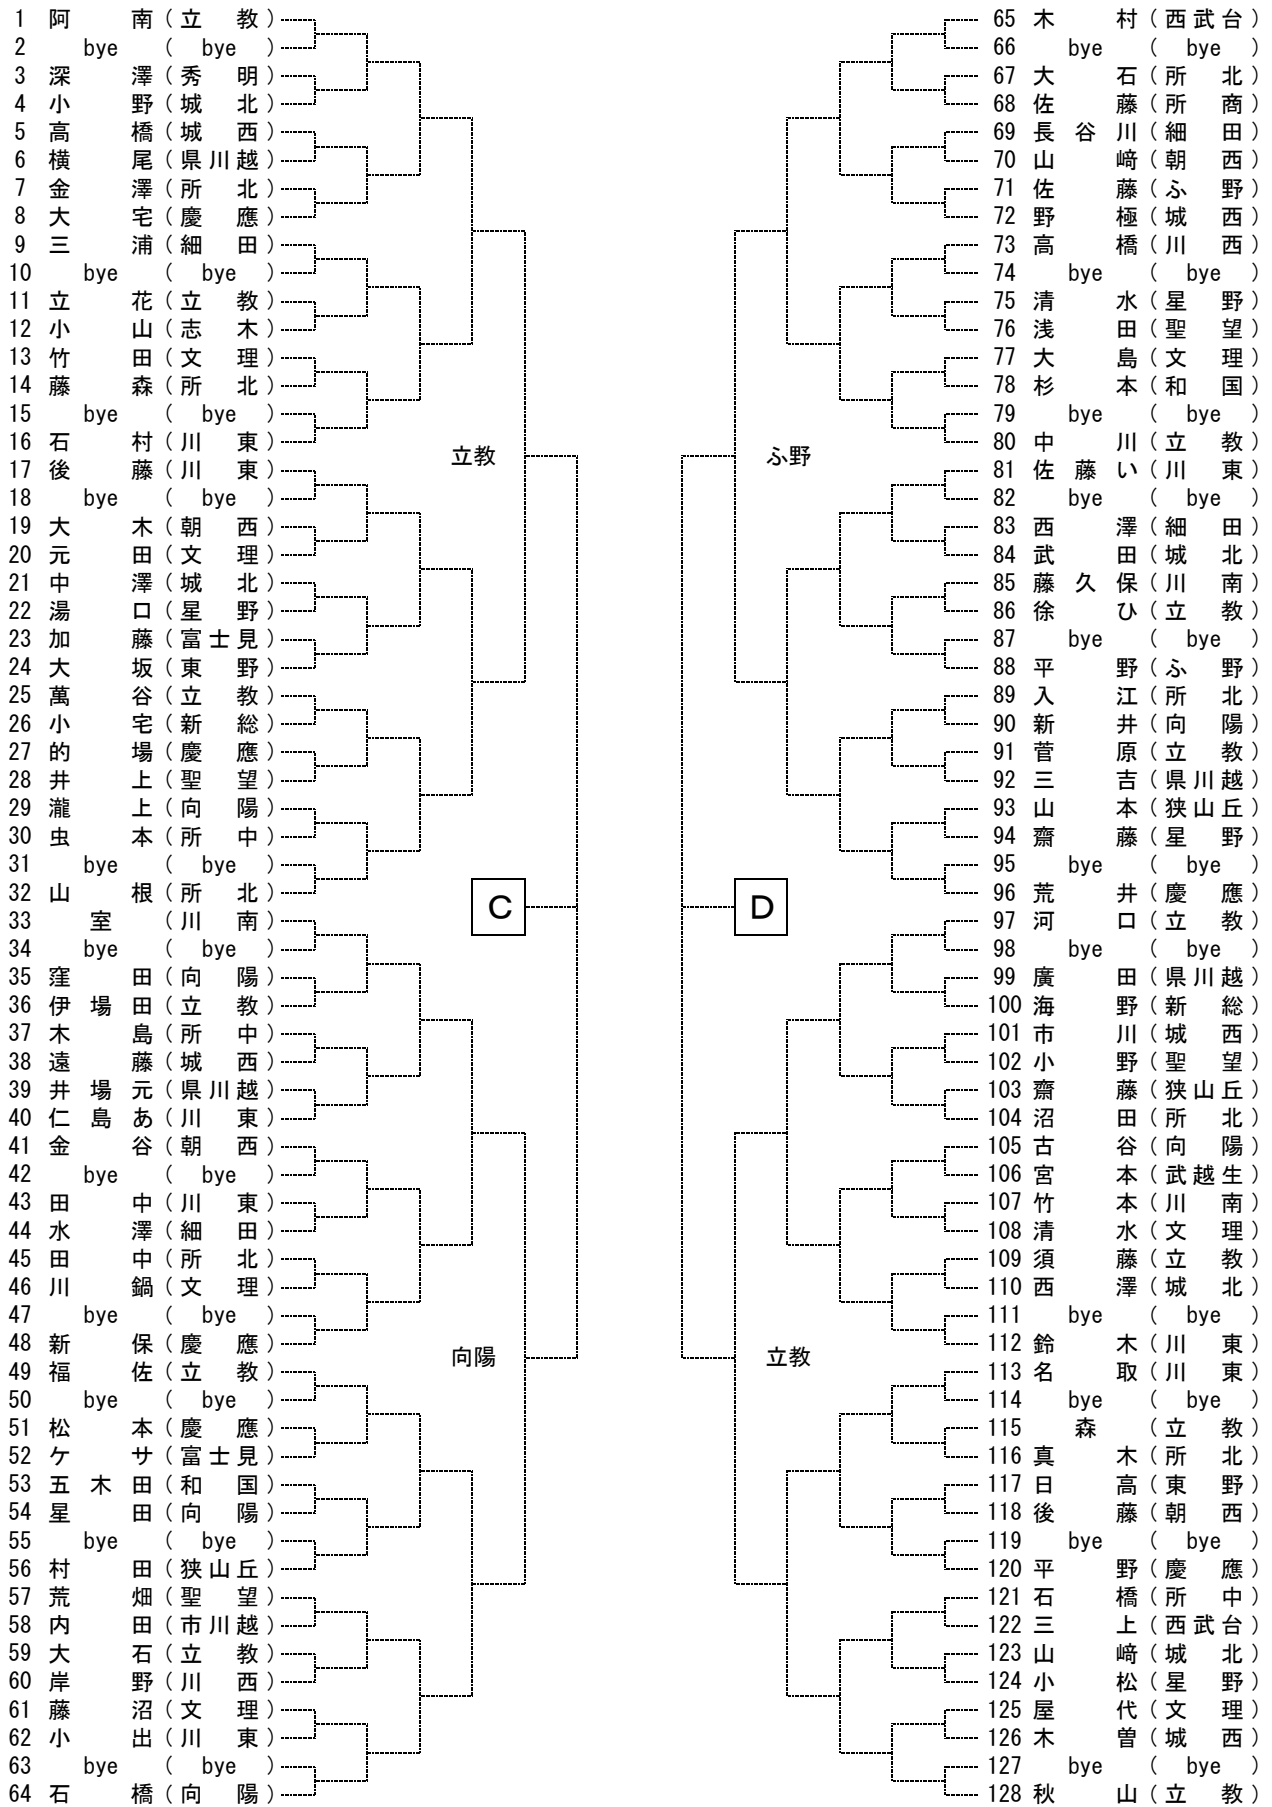 1 阿南(立教)
2 bye (bye)
3 深澤(秀明)
4 小野(城北)
5 高橋(城西)
6 横尾(県川越)
7 金澤(所北)
8 大宅(慶應)
9 三浦(細田)
10 bye (bye)
11 立花(立教)
12 小山(志木)
13 竹田(文理)
14 藤森(所北)
15 bye (bye)
16 石村(川東)
立教
17 後藤(川東)
18 bye (bye)
19 大木(朝西)
20 元田(文理)
21 中澤(城北)
22 湯口(星野)
23 加藤(富士見)
24 大坂(東野)
25 萬谷(立教)
26 小宅(新総)
27 的場(慶應)
28 井上(聖望)
29 瀧上(向陽)
30 虫本(所中)
31 bye (bye)
32 山根(所北)
C
33 室(川南)
34 bye (bye)
35 窪田(向陽)
36 伊場田(立教)
37 木島(所中)
38 遠藤(城西)
39 井場元(県川越)
40 仁島あ(川東)
41 金谷(朝西)
42 bye (bye)
43 田中(川東)
44 水澤(細田)
45 田中(所北)
46 川鍋(文理)
47 bye (bye)
48 新保(慶應)
向陽
49 福佐(立教)
50 bye (bye)
51 松本(慶應)
52 ケサ(富士見)
53 五木田(和国)
54 星田(向陽)
55 bye (bye)
56 村田(狭山丘)
57 荒畑(聖望)
58 内田(市川越)
59 大石(立教)
60 岸野(川西)
61 藤沼(文理)
62 小出(川東)
63 bye (bye)
64 石橋(向陽)
65 木村(西武台)
66 bye (bye)
67 大石(所北)
68 佐藤(所商)
69 長谷川(細田)
70 山﨑(朝西)
71 佐藤(ふ野)
72 野極(城西)
73 高橋(川西)
74 bye (bye)
75 清水(星野)
76 浅田(聖望)
77 大島(文理)
78 杉本(和国)
79 bye (bye)
80 中川(立教)
ふ野
81 佐藤い(川東)
82 bye (bye)
83 西澤(細田)
84 武田(城北)
85 藤久保(川南)
86 徐ひ(立教)
87 bye (bye)
88 平野(ふ野)
89 入江(所北)
90 新井(向陽)
91 菅原(立教)
92 三吉(県川越)
93 山本(狭山丘)
94 齋藤(星野)
95 bye (bye)
96 荒井(慶應)
D
97 河口(立教)
98 bye (bye)
99 廣田(県川越)
100 海野(新総)
101 市川(城西)
102 小野(聖望)
103 齋藤(狭山丘)
104 沼田(所北)
105 古谷(向陽)
106 宮本(武越生)
107 竹本(川南)
108 清水(文理)
109 須藤(立教)
110 西澤(城北)
111 bye (bye)
112 鈴木(川東)
立教
113 名取(川東)
114 bye (bye)
115 森(立教)
116 真木(所北)
117 日高(東野)
118 後藤(朝西)
119 bye (bye)
120 平野(慶應)
121 石橋(所中)
122 三上(西武台)
123 山﨑(城北)
124 小松(星野)
125 屋代(文理)
126 木曽(城西)
127 bye (bye)
128 秋山(立教)